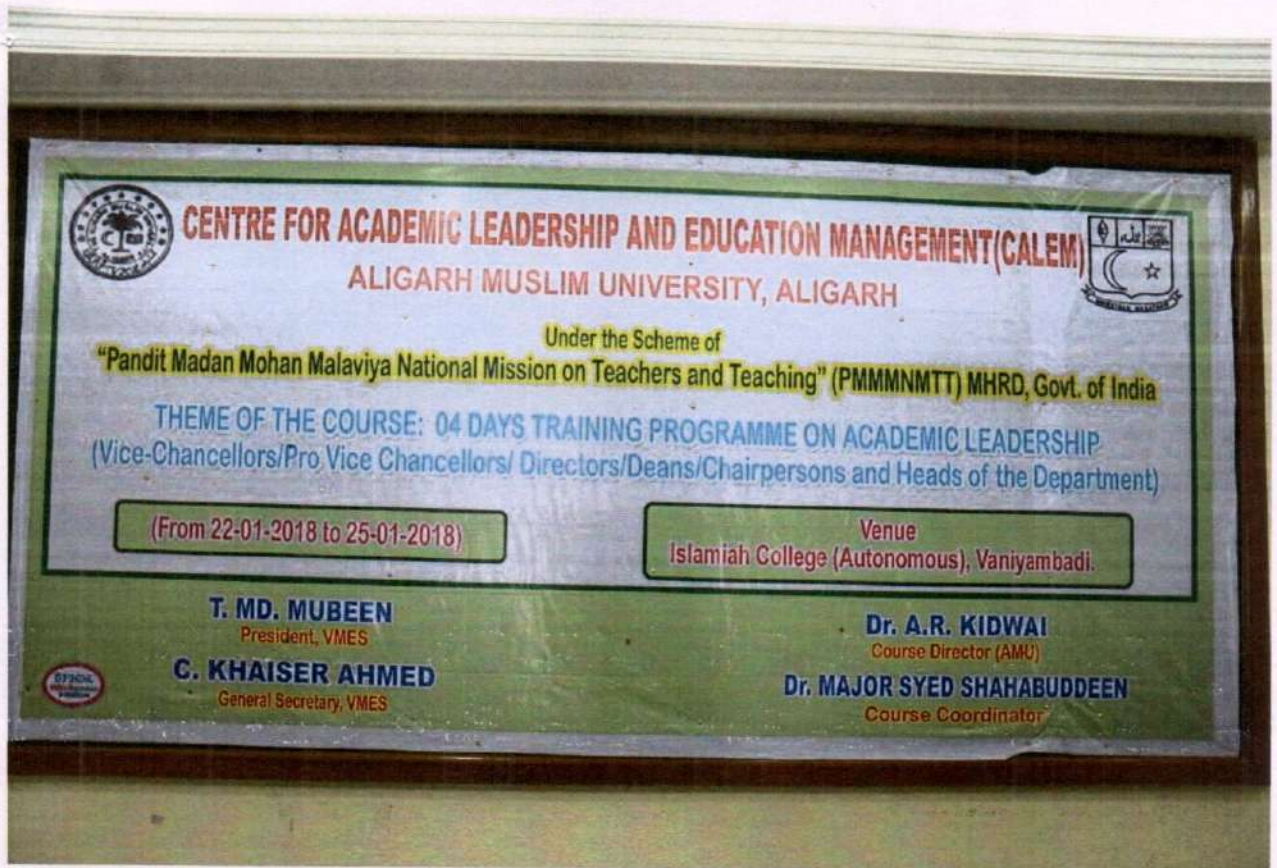 CENTRE FOR ACADEMIC LEADERSHIP AND EDUCATION MANAGEMENT(CALEM)
ALIGARH MUSLIM UNIVERSITY, ALIGARH
Under the Scheme of
"Pandit Madan Mohan Malaviya National Mission on Teachers and Teaching" (PMMMNMTT) MHRD, Govt. of India
THEME OF THE COURSE: 04 DAYS TRAINING PROGRAMME ON ACADEMIC LEADERSHIP
(Vice-Chancellors/Pro Vice Chancellors/ Directors/Deans/Chairpersons and Heads of the Department)
(From 22-01-2018 to 25-01-2018)
Venue
Islamiah College (Autonomous), Vaniyambadi.
T. MD. MUBEEN
President, VMES
C. KHAISER AHMED
General Secretary, VMES
Dr. A.R. KIDWAI
Course Director (AMU)
Dr. MAJOR SYED SHAHABUDDEEN
Course Coordinator